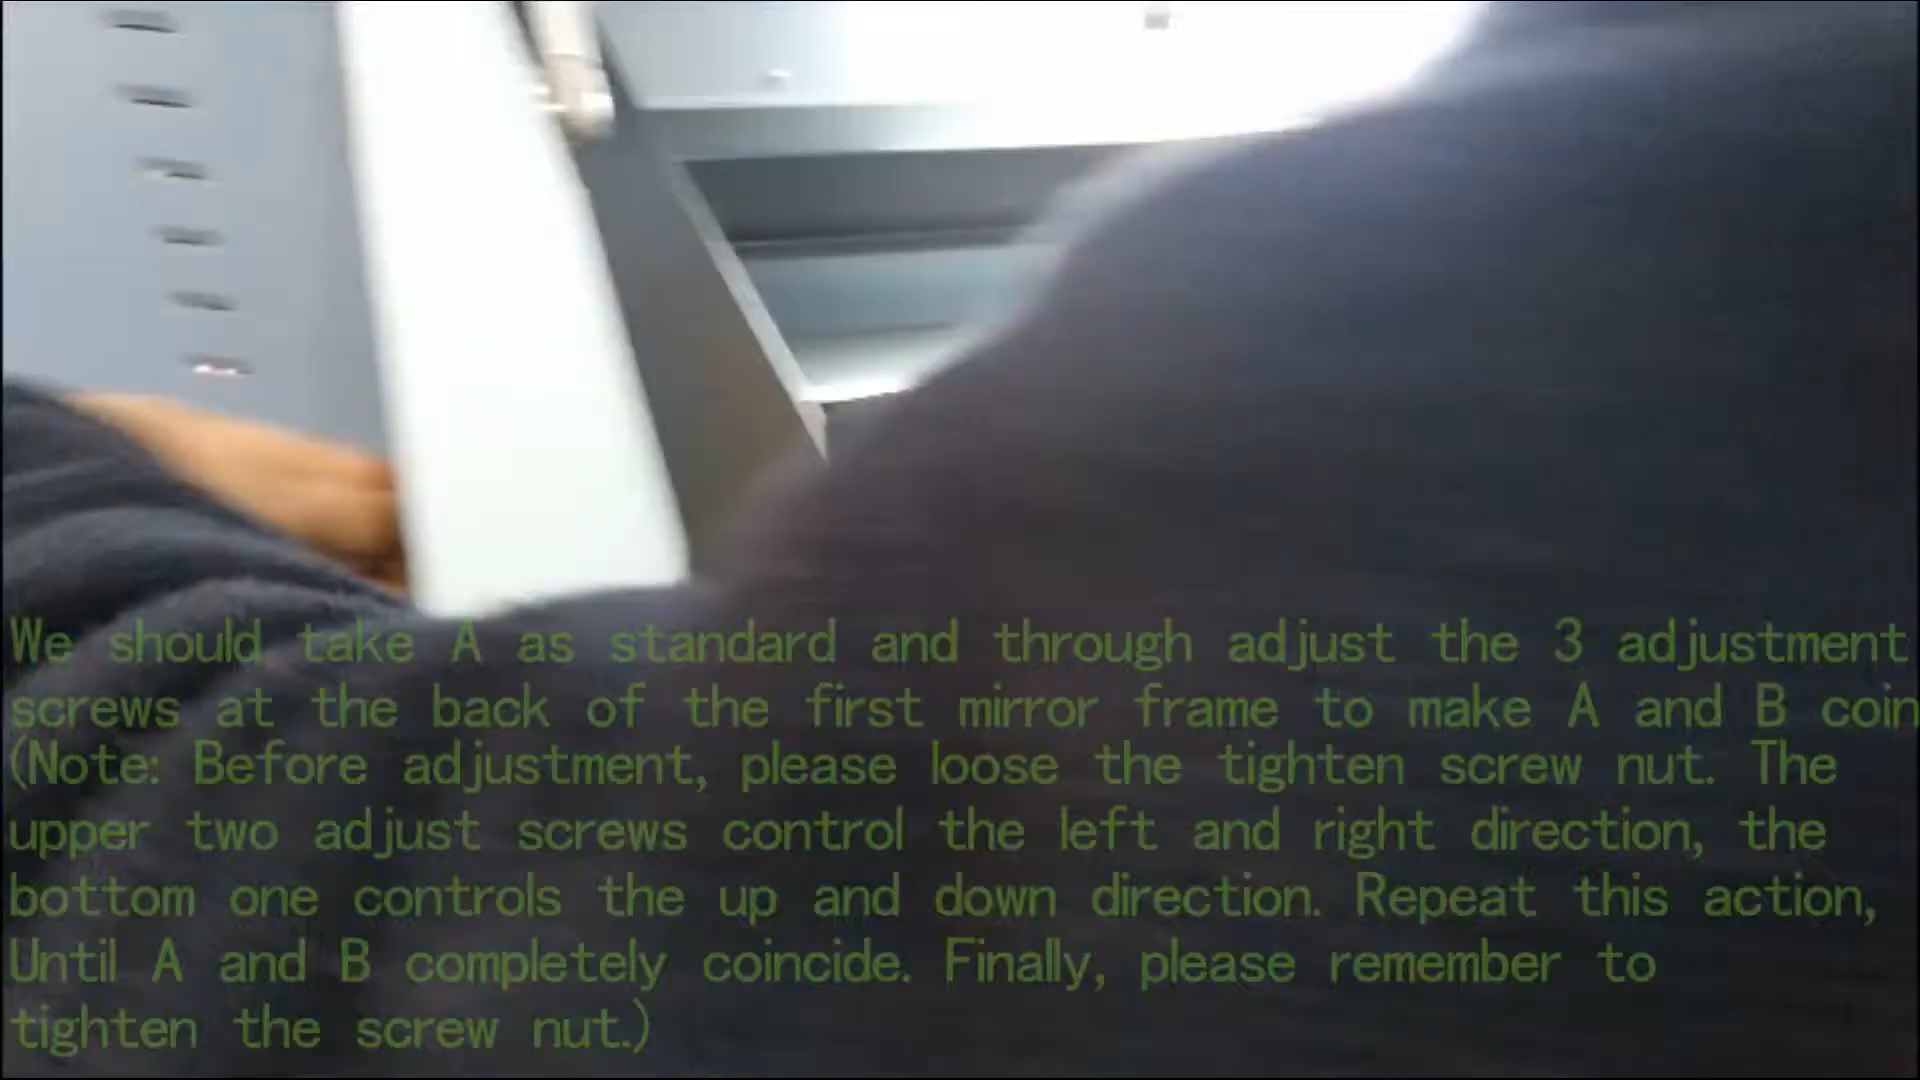 We should take A as standard and through adjust the 3 adjustment
screws at the back of the first mirror frame to make A and B coin
(Note: Before adjustment, please loose the tighten screw nut. The
upper two adjust screws control the left and right direction, the
bottom one controls the up and down direction. Repeat this action,
Until A and B completely coincide. Finally, please remember to
tighten the screw nut.)